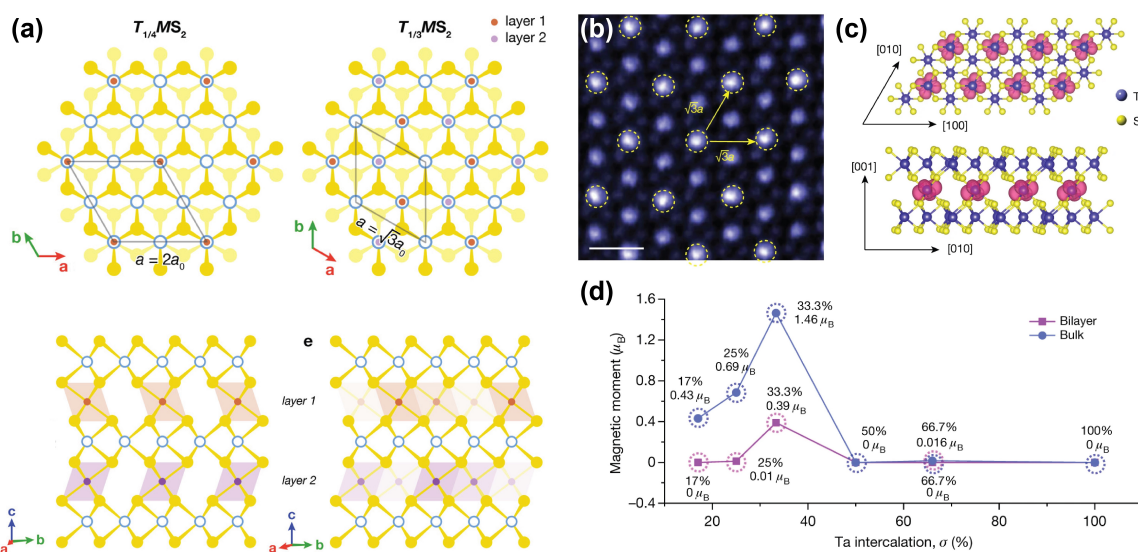 (a)
T1/4MS2
T1/3MS2
layer 1
layer 2
b
a
a = 2a0
b
a
a = √3a0
e
layer 1
layer 2
c
a
b
c
a
b
(b)
√3a
√3a
(c)
[010]
[100]
T
S
[001]
[010]
(d)
Magnetic moment (μB)
1.6
1.2
0.8
0.4
0
−0.4
20
40
60
80
100
Ta intercalation, σ (%)
17%
0.43 μB
25%
0.69 μB
33.3%
1.46 μB
33.3%
0.39 μB
17%
0 μB
25%
0.01 μB
50%
0 μB
66.7%
0.016 μB
66.7%
0 μB
100%
0 μB
Bilayer
Bulk